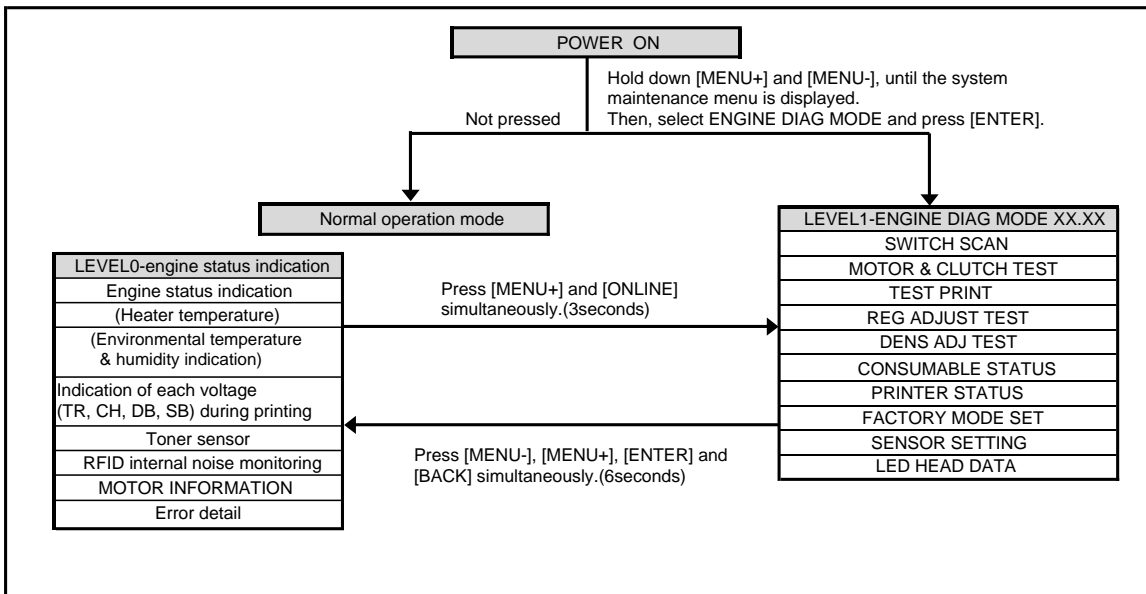 POWER ON
Hold down [MENU+] and [MENU-], until the system
maintenance menu is displayed.
Then, select ENGINE DIAG MODE and press [ENTER].
Not pressed
Normal operation mode
LEVEL1-ENGINE DIAG MODE XX.XX
SWITCH SCAN
MOTOR & CLUTCH TEST
TEST PRINT
REG ADJUST TEST
DENS ADJ TEST
CONSUMABLE STATUS
PRINTER STATUS
FACTORY MODE SET
SENSOR SETTING
LED HEAD DATA
LEVEL0-engine status indication
Engine status indication
(Heater temperature)
(Environmental temperature
& humidity indication)
Indication of each voltage
(TR, CH, DB, SB) during printing
Toner sensor
RFID internal noise monitoring
MOTOR INFORMATION
Error detail
Press [MENU+] and [ONLINE]
simultaneously.(3seconds)
Press [MENU-], [MENU+], [ENTER] and
[BACK] simultaneously.(6seconds)